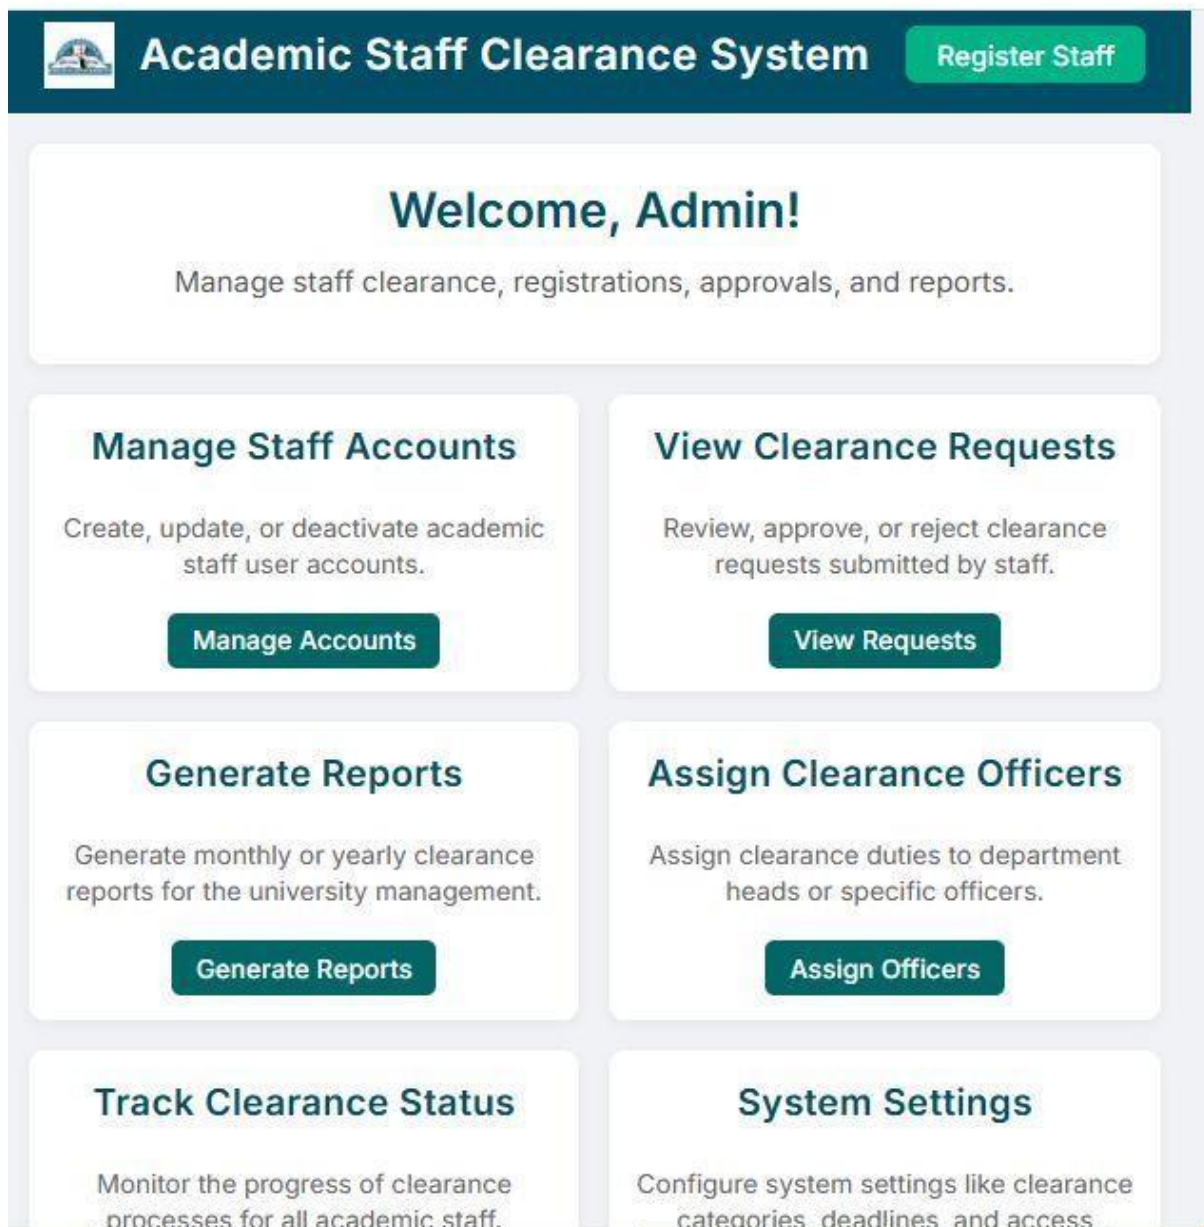 Academic Staff Clearance System
Register Staff
Welcome, Admin!
Manage staff clearance, registrations, approvals, and reports.
Manage Staff Accounts
Create, update, or deactivate academic
staff user accounts.
Manage Accounts
View Clearance Requests
Review, approve, or reject clearance
requests submitted by staff.
View Requests
Generate Reports
Generate monthly or yearly clearance
reports for the university management.
Generate Reports
Assign Clearance Officers
Assign clearance duties to department
heads or specific officers.
Assign Officers
Track Clearance Status
Monitor the progress of clearance
processes for all academic staff.
System Settings
Configure system settings like clearance
categories, deadlines, and access